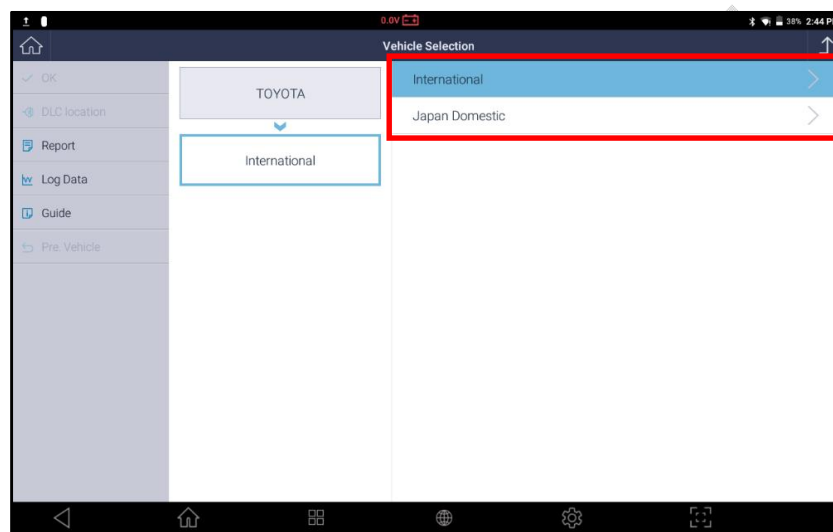 0.0V
38% 2:44 P
Vehicle Selection
OK
DLC location
Report
Log Data
Guide
Pre. Vehicle
TOYOTA
International
International
Japan Domestic